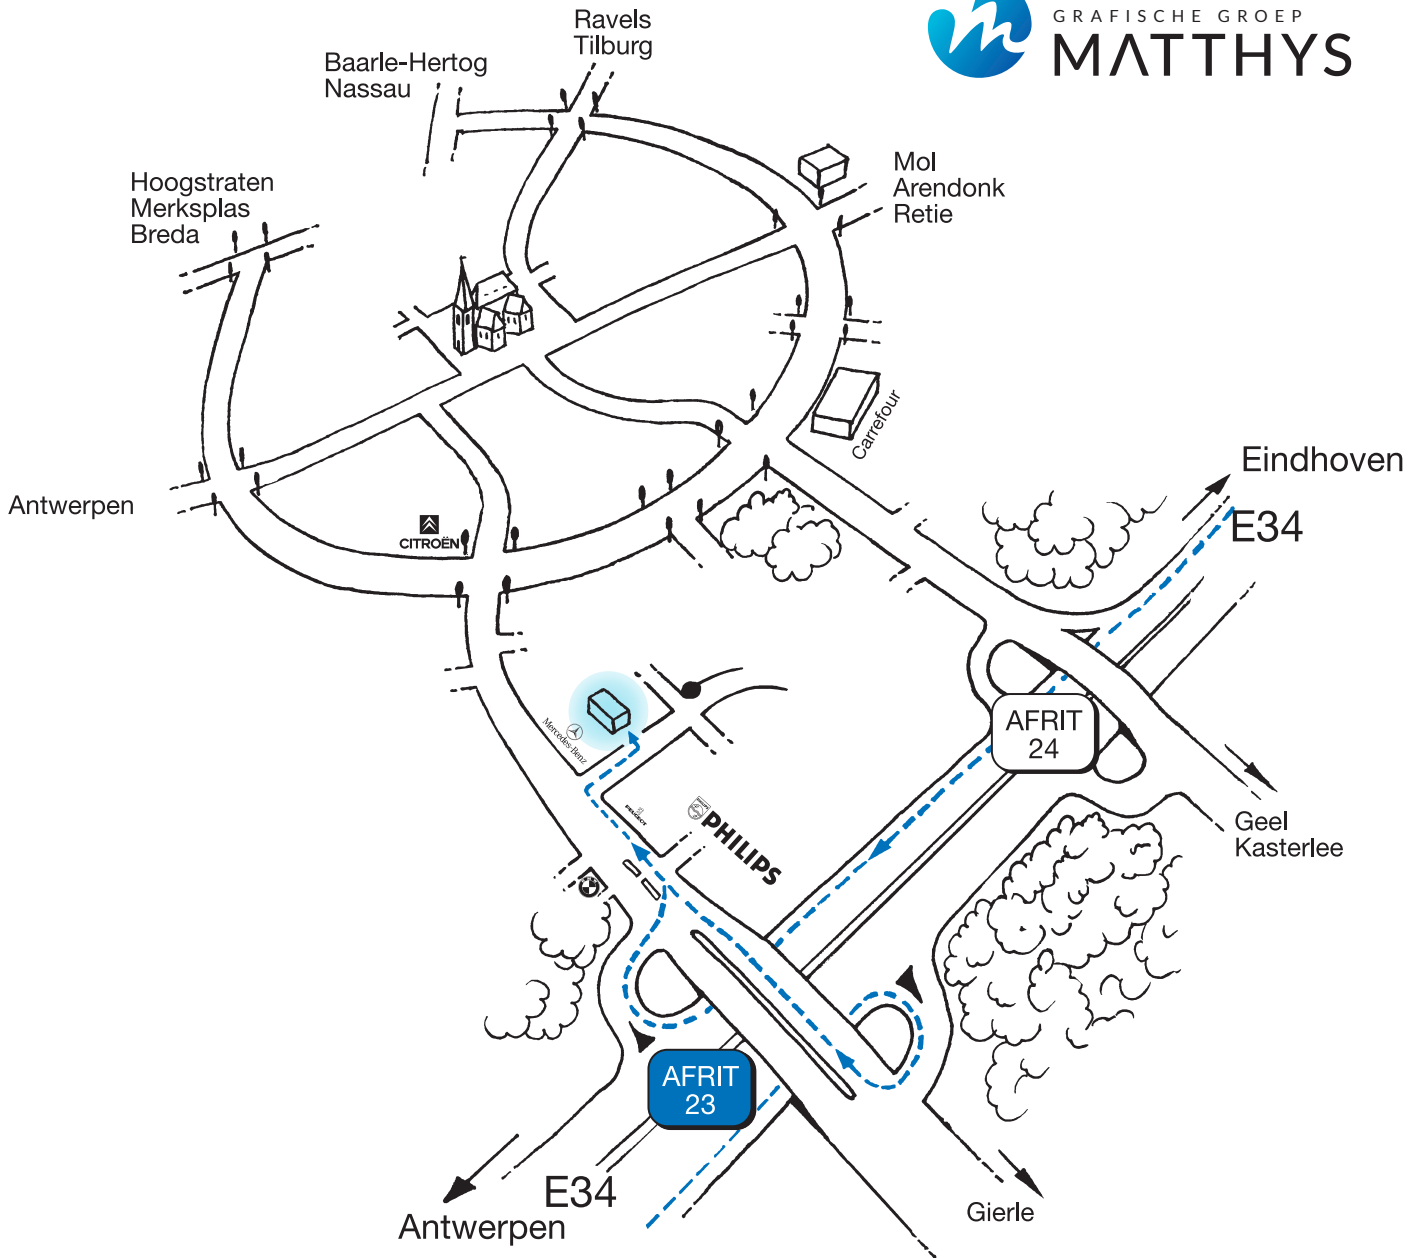 GRAFISCHE GROEP
MATTHYS
Ravels
Tilburg
Baarle-Hertog
Nassau
Mol
Arendonk
Retie
Hoogstraten
Merksplas
Breda
Carrefour
Eindhoven
E34
Antwerpen
CITROËN
Mercedes-Benz
AFRIT
24
PEUGEOT
PHILIPS
Geel
Kasterlee
AFRIT
23
E34
Antwerpen
Gierle